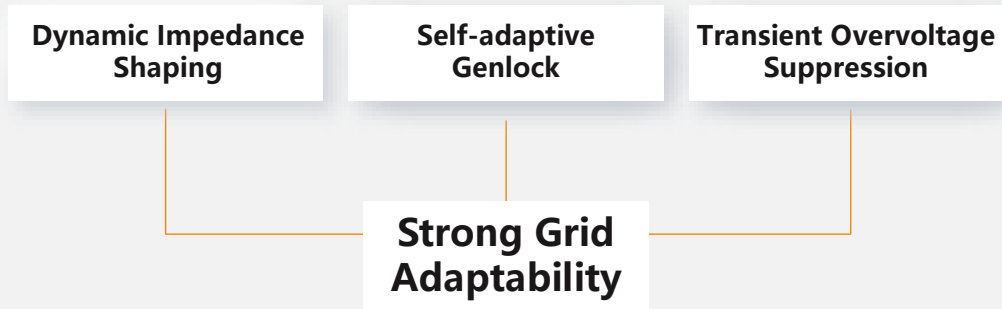 Dynamic Impedance
Shaping
Self-adaptive
Genlock
Transient Overvoltage
Suppression
Strong Grid
Adaptability